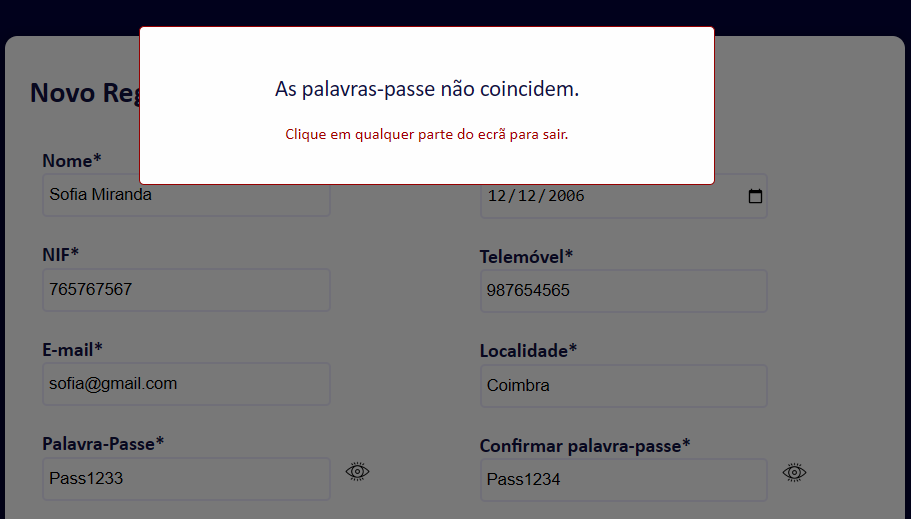 As palavras-passe não coincidem.
Clique em qualquer parte do ecrã para sair.
Novo Reg
Nome*
Sofia Miranda
12/12/2006
NIF*
Telemóvel*
765767567
987654565
E-mail*
Localidade*
sofia@gmail.com
Coimbra
Palavra-Passe*
Confirmar palavra-passe*
Pass1233
Pass1234